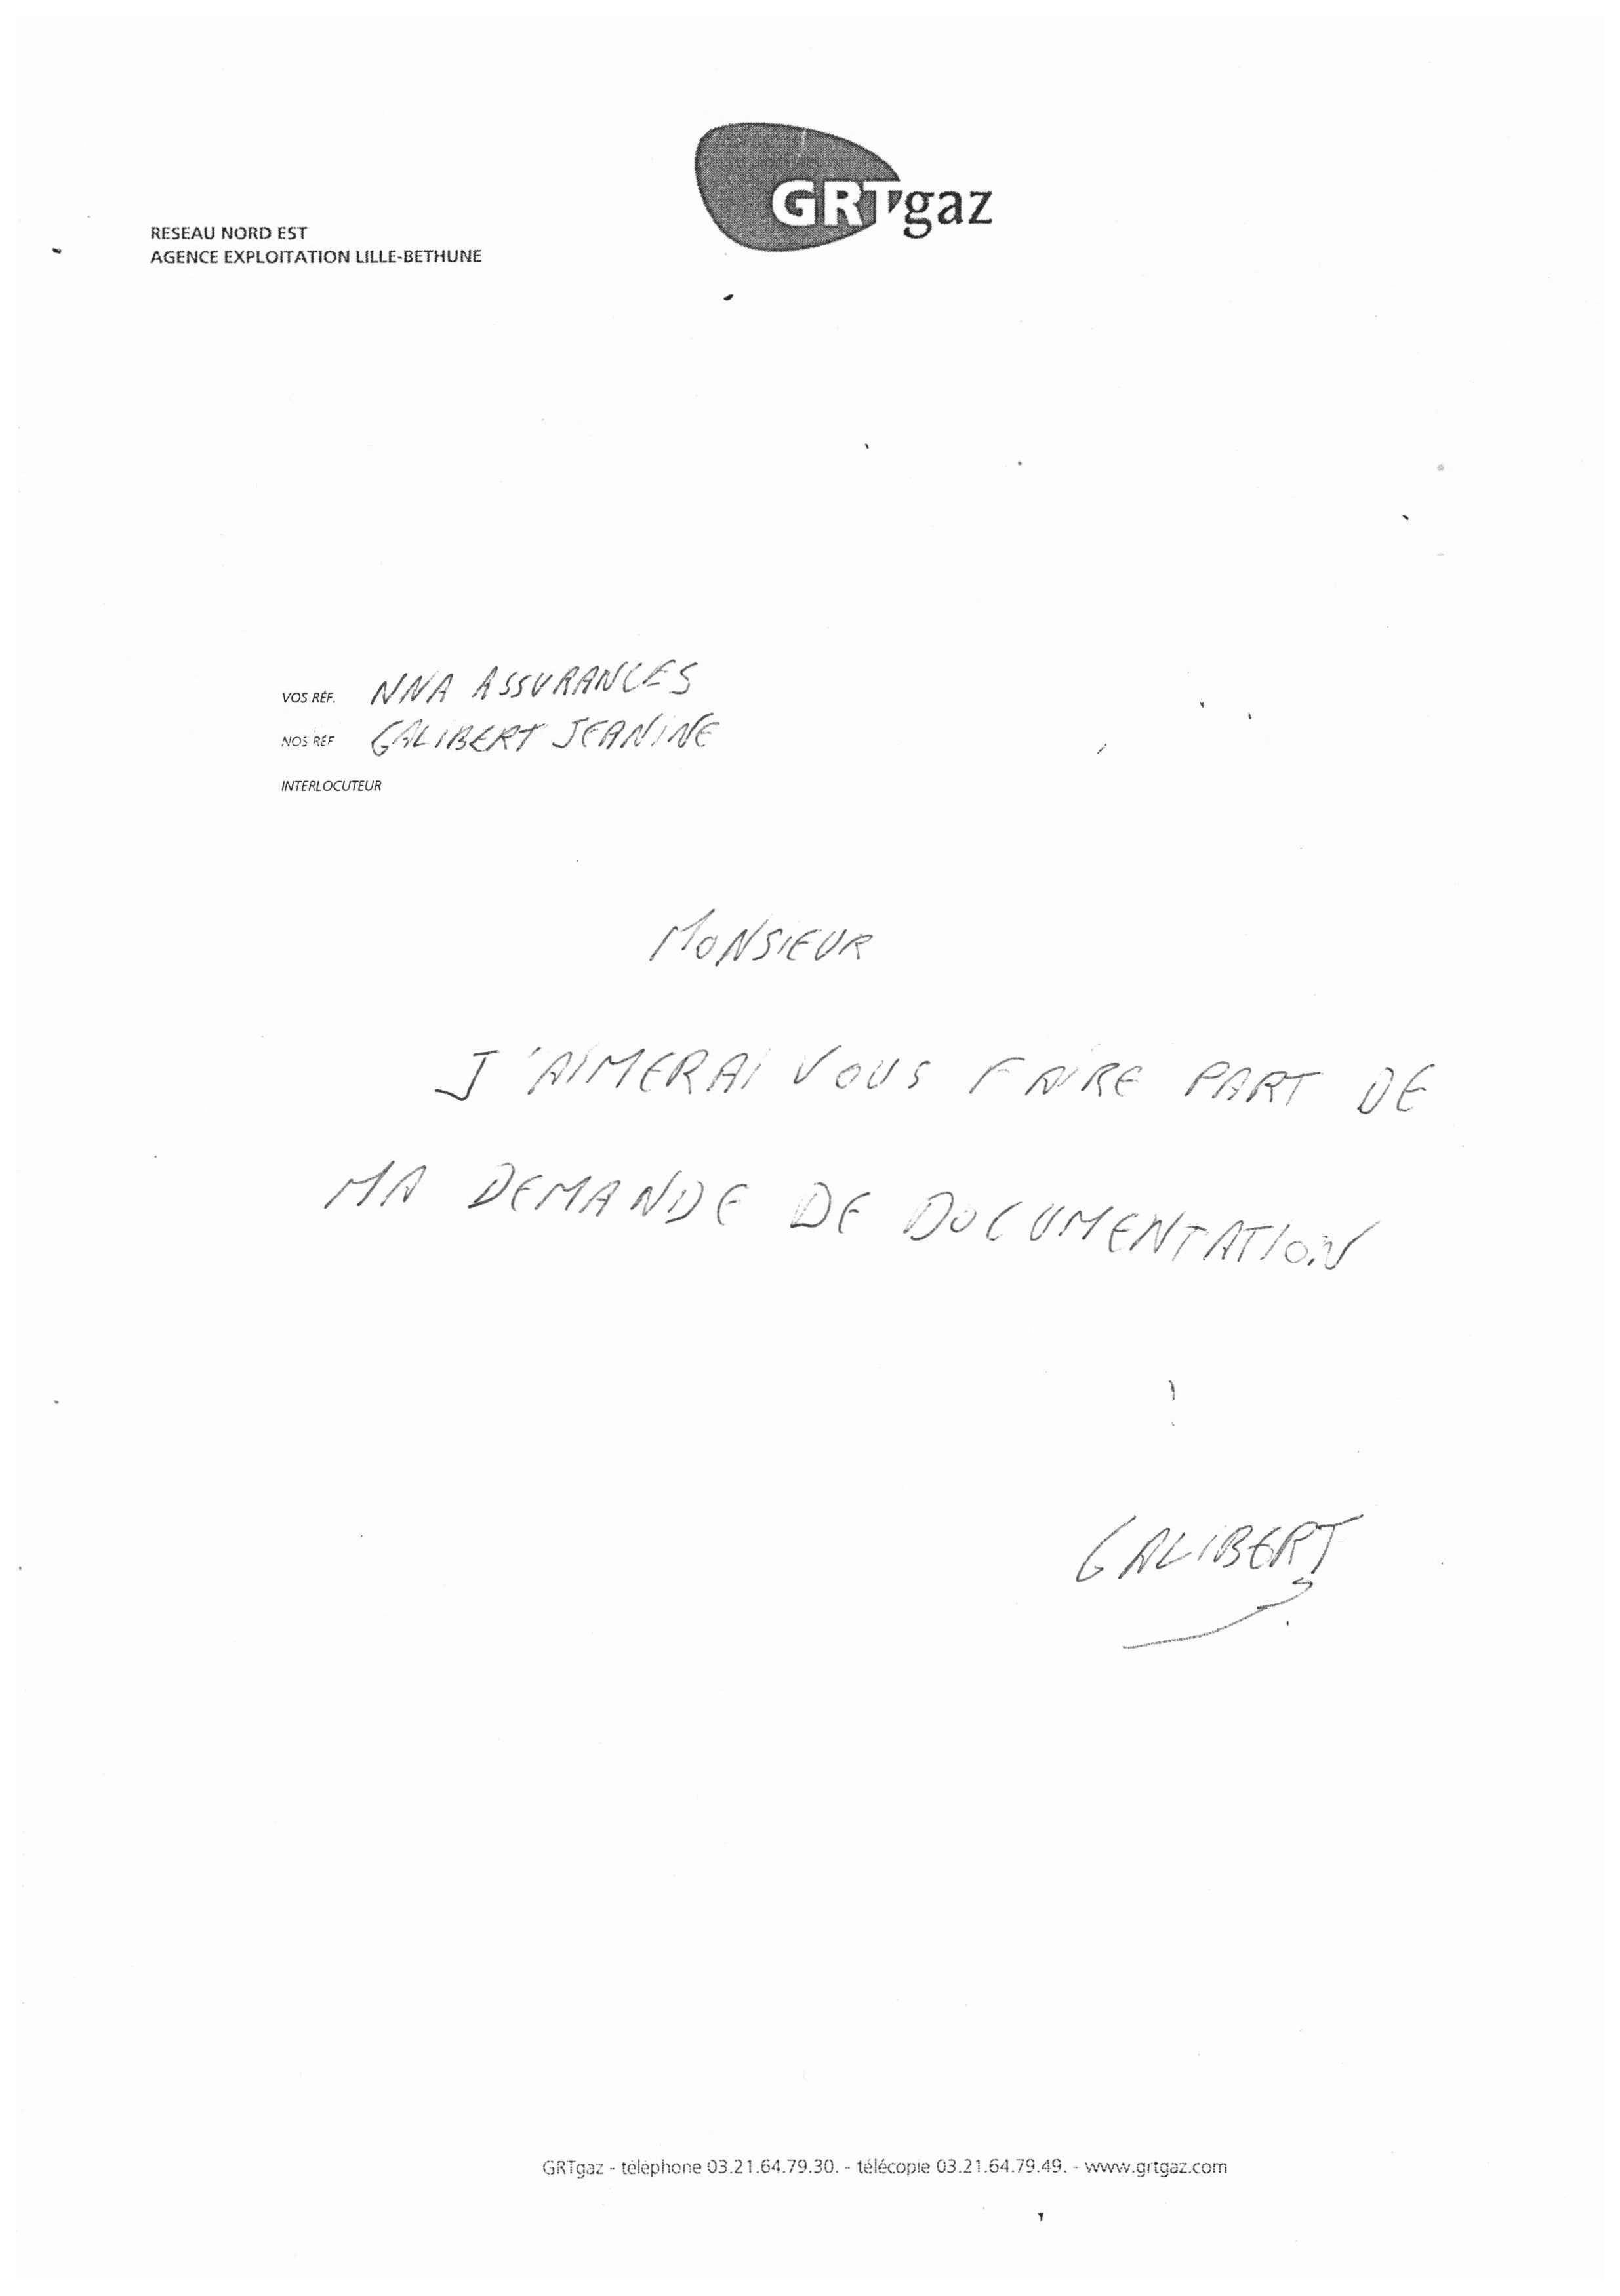 GRTgaz
RESEAU NORD EST
AGENCE EXPLOITATION LILLE-BETHUNE
VOS RÉF. NNA ASSURANCES
NOS RÉF GALIBERT JEANINE
INTERLOCUTEUR
MONSIEUR
J'AIMERAI VOUS FAIRE PART DE
MA DEMANDE DE DOCUMENTATION
GALIBERT
GRTgaz - téléphone 03.21.64.79.30. - télécopie 03.21.64.79.49. - www.grtgaz.com